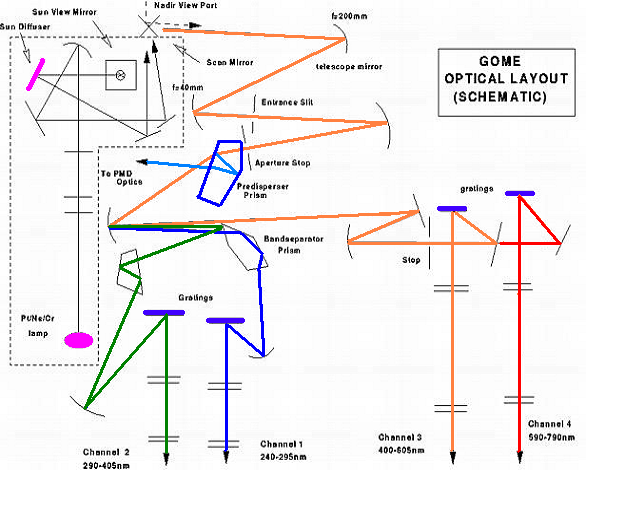 Nadir View Port
Sun View Mirror
Sun Diffuser
f=200mm
GOME
OPTICAL LAYOUT
(SCHEMATIC)
Scan Mirror
telescope mirror
f=40mm
Entrance Slit
Aperture Stop
To PMD
Optics
Predisperser
Prism
gratings
Bandseparator
Prism
Stop
Gratings
Pt/Ne/Cr
lamp
Channel 4
590-790nm
Channel 3
400-605nm
Channel 1
240-295nm
Channel 2
290-405nm